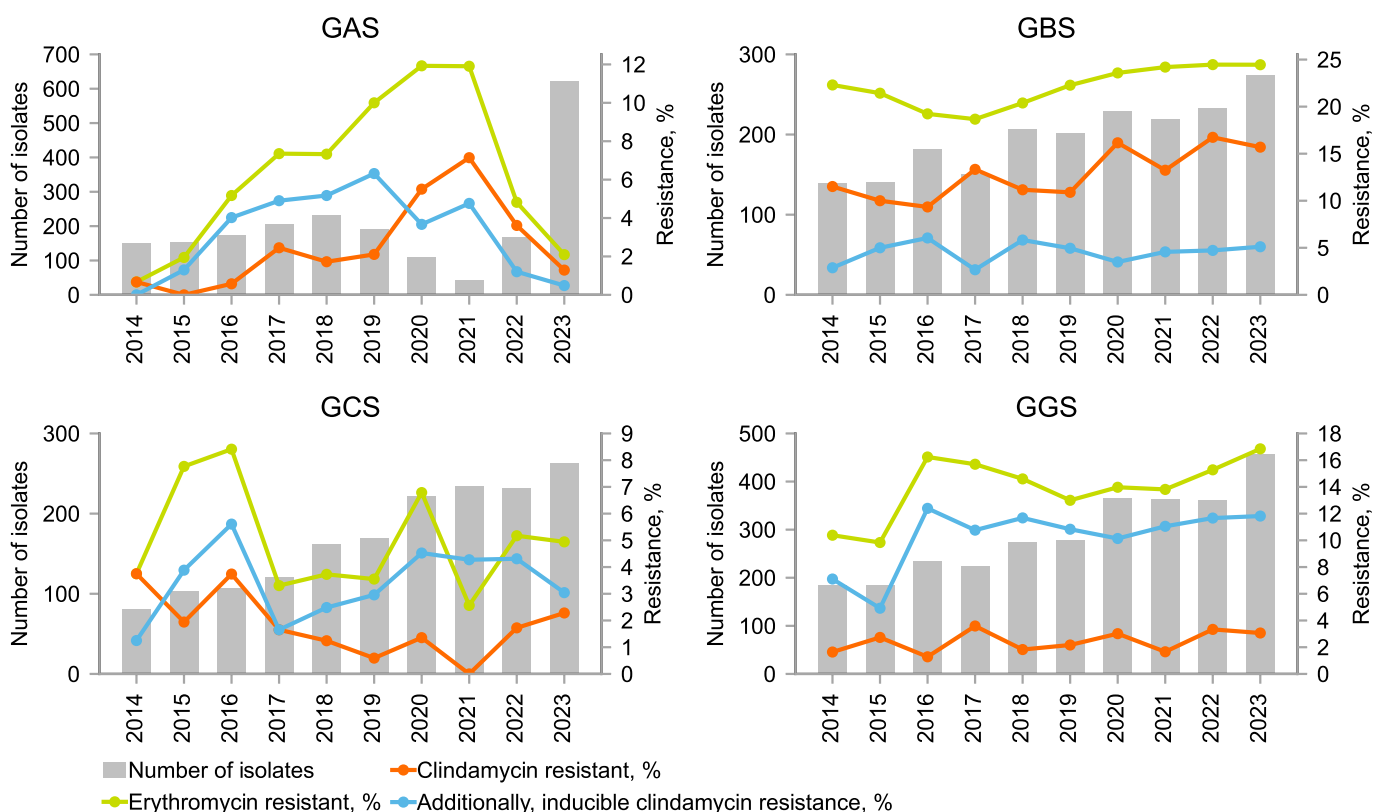 GAS
Number of isolates
700
600
500
400
300
200
100
0
12
10
8
6
4
2
0
Resistance, %
2014 2015 2016 2017 2018 2019 2020 2021 2022 2023
GBS
Number of isolates
300
200
100
0
25
20
15
10
5
0
Resistance, %
2014 2015 2016 2017 2018 2019 2020 2021 2022 2023
GCS
Number of isolates
300
200
100
0
9
8
7
6
5
4
3
2
1
0
Resistance, %
2014 2015 2016 2017 2018 2019 2020 2021 2022 2023
GGS
Number of isolates
500
400
300
200
100
0
18
16
14
12
10
8
6
4
2
0
Resistance, %
2014 2015 2016 2017 2018 2019 2020 2021 2022 2023
Number of isolates
Clindamycin resistant, %
Erythromycin resistant, %
Additionally, inducible clindamycin resistance, %